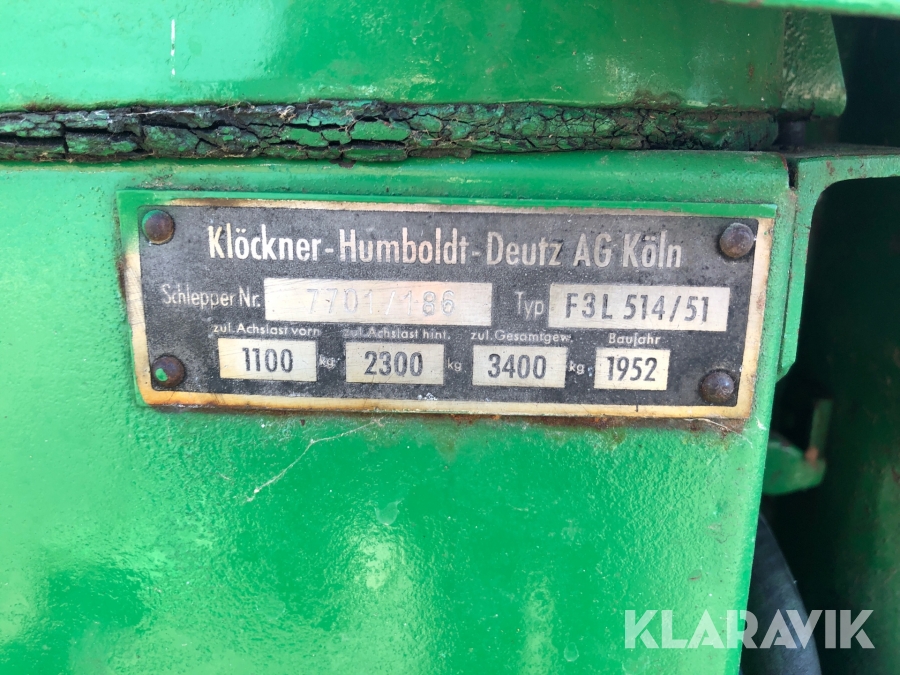 Klöckner-Humboldt-Deutz AG Köln
Schlepper Nr. 7701/186 Typ F3L 514/51
zul. Achslast vorn zul. Achslast hint. zul. Gesamtgew. Baujahr
1100 kg 2300 kg 3400 kg 1952
KLARAVIK